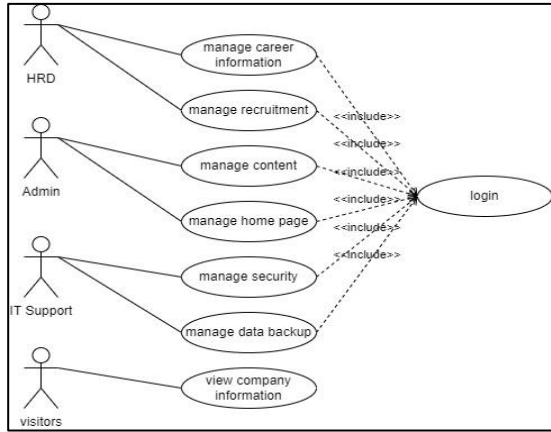 manage career
information
HRD
manage recruitment
<<include>>
<<include>>
manage content
<<include>>
Admin
login
<<include>>
manage home page
<<include>>
manage security
<<include>>
IT Support
manage data backup
view company
information
visitors